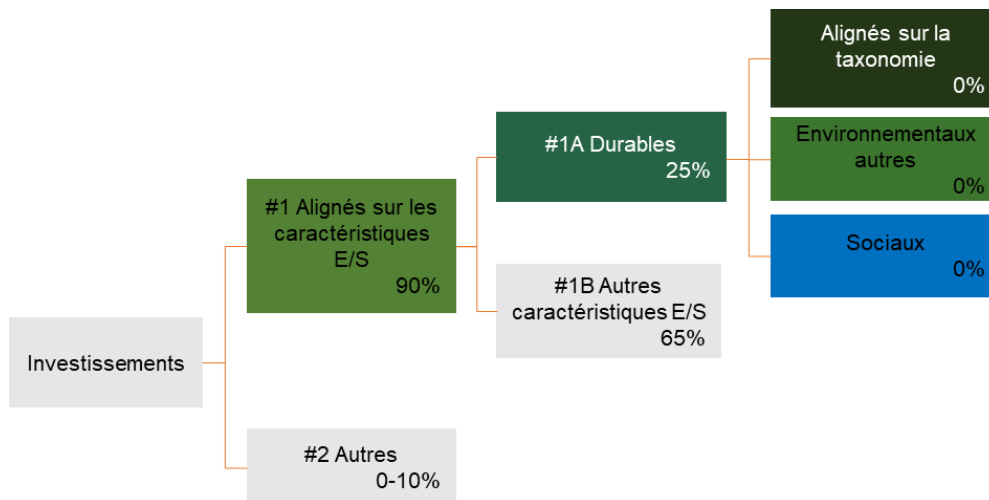 Investissements
#1 Alignés sur les
caractéristiques
E/S
90%
#2 Autres
0-10%
#1A Durables
25%
#1B Autres
caractéristiques E/S
65%
Alignés sur la
taxonomie
0%
Environnementaux
autres
0%
Sociaux
0%